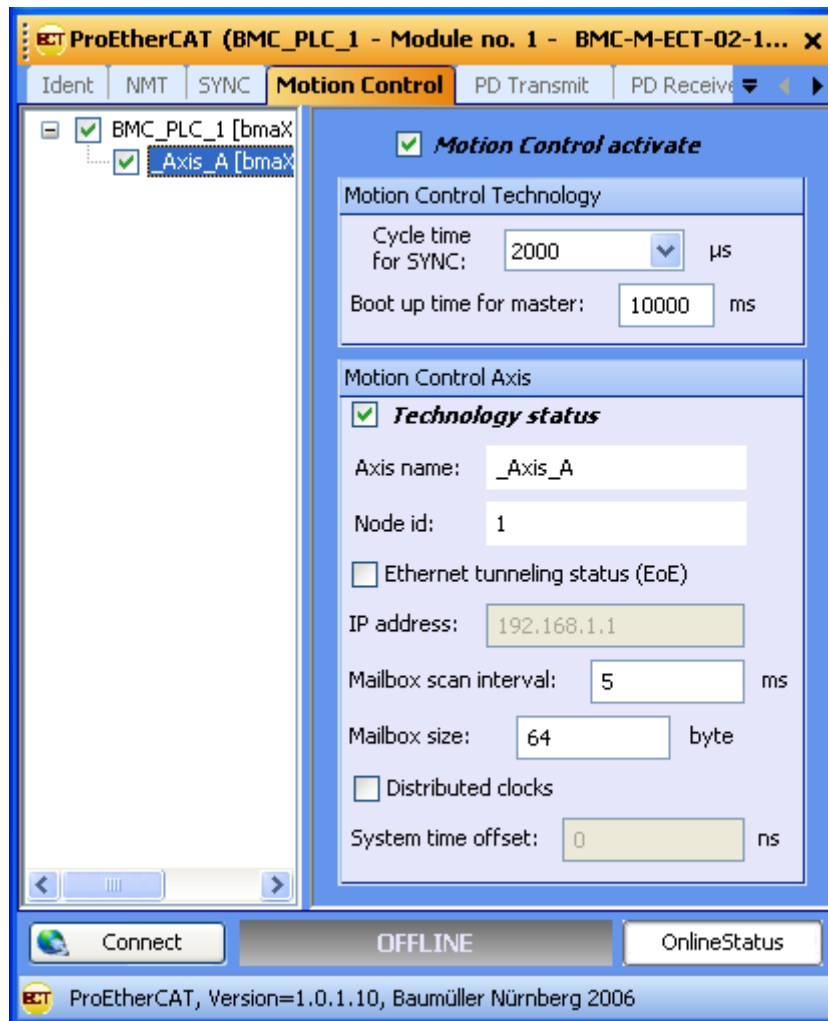 ECT ProEtherCAT (BMC_PLC_1 - Module no. 1 - BMC-M-ECT-02-1...
Ident NMT SYNC Motion Control PD Transmit PD Receive
BMC_PLC_1 [bmaX
_Axis_A [bmaX
Motion Control activate
Motion Control Technology
Cycle time
for SYNC: 2000 µs
Boot up time for master: 10000 ms
Motion Control Axis
Technology status
Axis name: _Axis_A
Node id: 1
Ethernet tunneling status (EoE)
IP address: 192.168.1.1
Mailbox scan interval: 5 ms
Mailbox size: 64 byte
Distributed clocks
System time offset: 0 ns
Connect OFFLINE OnlineStatus
ECT ProEtherCAT, Version=1.0.1.10, Baumüller Nürnberg 2006